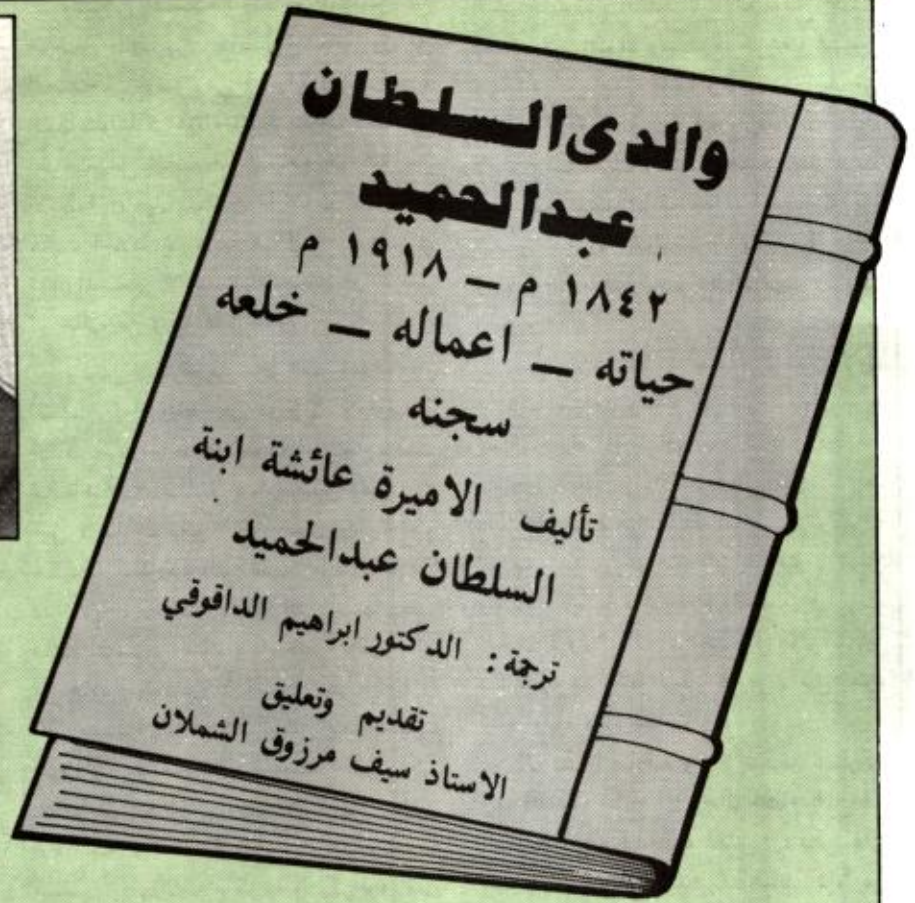 والدى السلطان
عبدالحميد
١٨٤٢ م — ١٩١٨ م
حياته — اعماله — خلعه
سجنه
تأليف الاميرة عائشة ابنة
السلطان عبدالحميد
ترجمة : الدكتور ابراهيم الداقوقي
تقديم وتعليق
الاستاذ سيف مرزوق الشملان